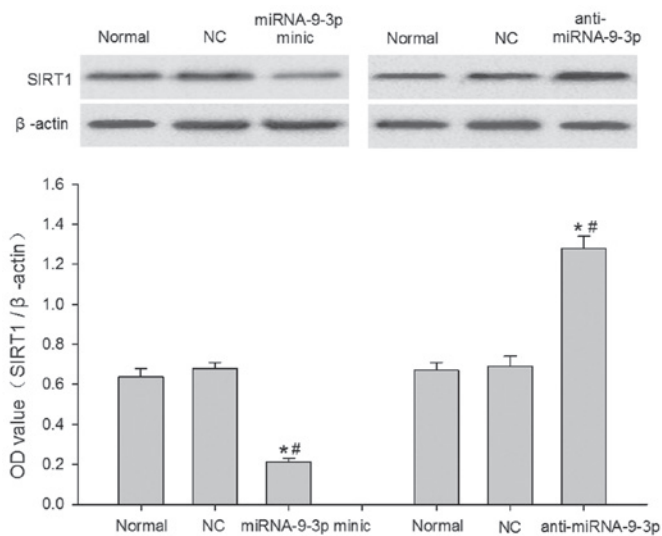 Normal NC miRNA-9-3p minic Normal NC anti-miRNA-9-3p
SIRT1
β-actin
OD value (SIRT1/β-actin)
1.6
1.4
1.2
1.0
0.8
0.6
0.4
0.2
0.0
*#
*#
Normal NC miRNA-9-3p minic Normal NC anti-miRNA-9-3p